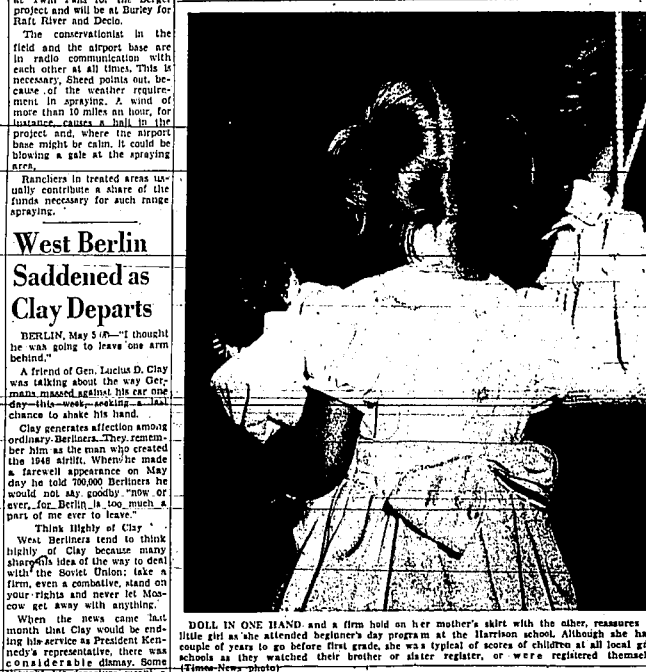 project and will be at Burley for
Raft River and Declo.
The conservationist in the
field and the airport base are
in radio communication with
each other at all times. This is
necessary, Sheed points out, be-
cause of the weather require-
ment in spraying. A wind of
more than 10 miles an hour, for
instance, causes a halt in the
project and, where the airport
base might be calm, it could be
blowing a gale at the spraying
area.
Ranchers in treated areas us-
ually contribute a share of the
funds necessary for such range
spraying.
West Berlin
Saddened as
Clay Departs
BERLIN, May 5 (AP)—"I thought
he was going to leave one arm
behind."
A friend of Gen. Lucius D. Clay
was talking about the way Ger-
mans massed against his car one
day this week, seeking a last
chance to shake his hand.
Clay generates affection among
ordinary Berliners. They remem-
ber him as the man who created
the 1948 airlift. When he made
a farewell appearance on May
day he told 700,000 Berliners he
would not say goodby "now or
ever, for Berlin is too much a
part of me ever to leave."
Think Highly of Clay
West Berliners tend to think
highly of Clay because many
share his idea of the way to deal
with the Soviet Union: take a
firm, even a combative, stand on
your rights and never let Mos-
cow get away with anything.
When the news came last
month that Clay would be end-
ing his service as President Ken-
nedy's representative, there was
considerable dismay. Some
DOLL IN ONE HAND and a firm hold on her mother's skirt with the other, reassures
little girl as she attended beginner's day program at the Harrison school. Although she ha
couple of years to go before first grade, she was typical of scores of children at all local g
schools as they watched their brother or sister register, or were registered themsel
(Times-News photo)